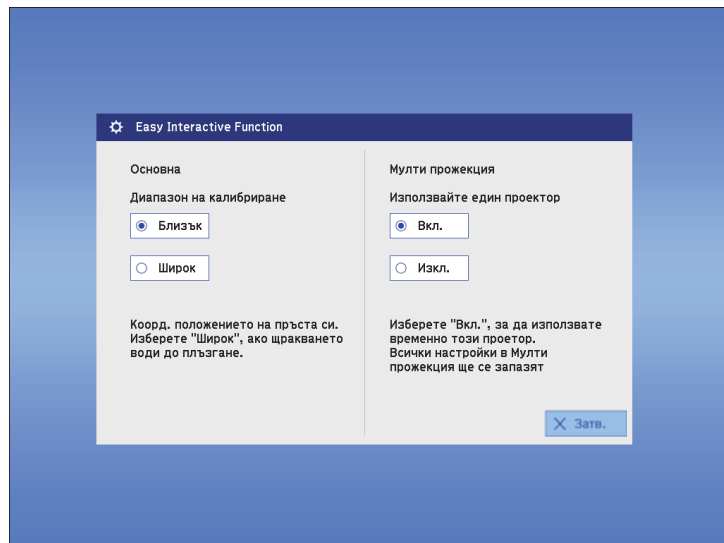 Easy Interactive Function
Основна
Диапазон на калибриране
Близък
Широк
Коорд. положението на пръста си.
Изберете "Широк", ако щракването
води до плъзгане.
Мулти прожекция
Използвайте един проектор
Вкл.
Изкл.
Изберете "Вкл.", за да използвате
временно този проетор.
Всички настройки в Мулти
прожекция ще се запазят
Затв.